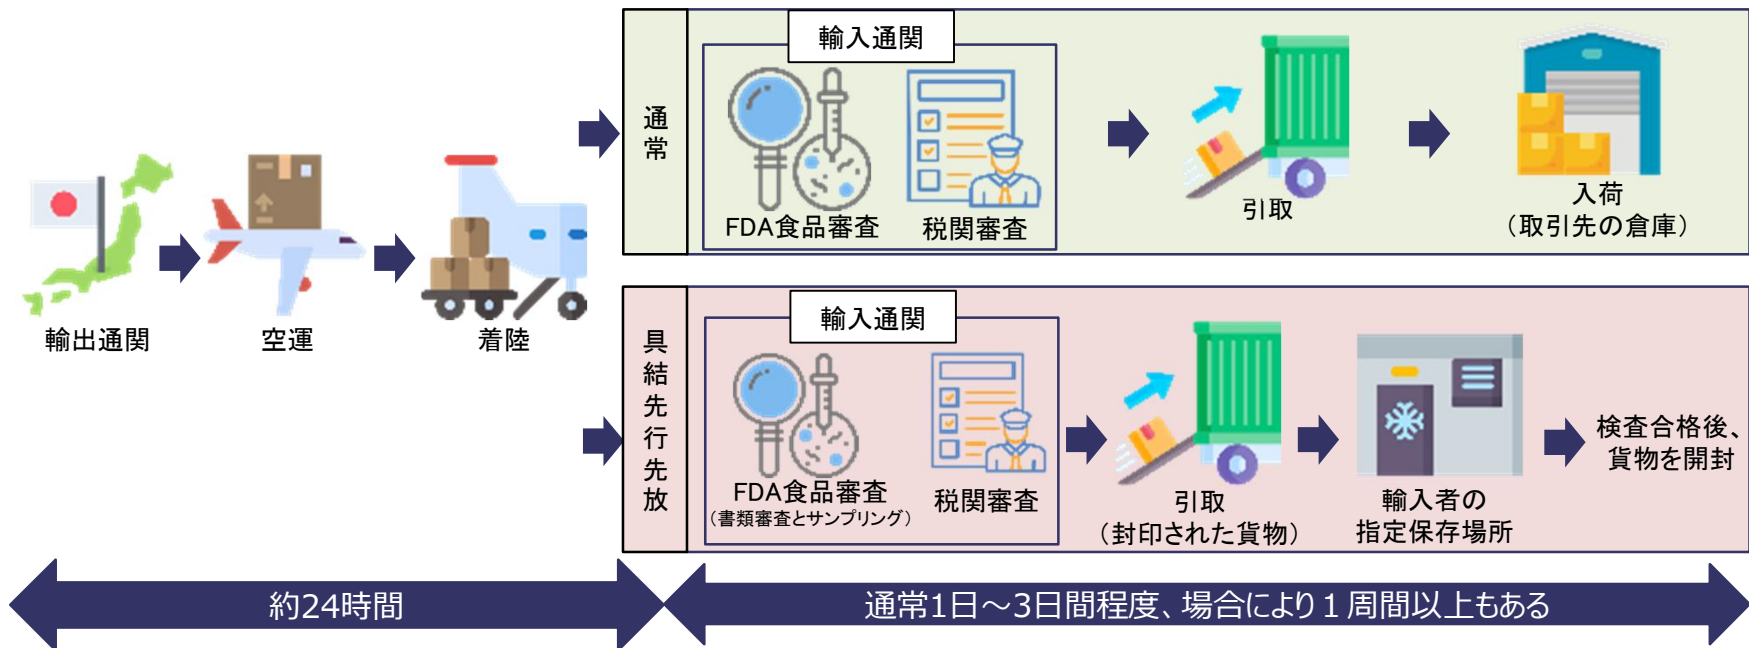 輸出通関
空運
着陸
通常
輸入通関
FDA食品審査
税関審査
引取
入荷
（取引先の倉庫）
具結先行先放
輸入通関
FDA食品審査
（書類審査とサンプリング）
税関審査
引取
（封印された貨物）
輸入者の
指定保存場所
検査合格後、
貨物を開封
約24時間
通常1日～3日間程度、場合により１周間以上もある